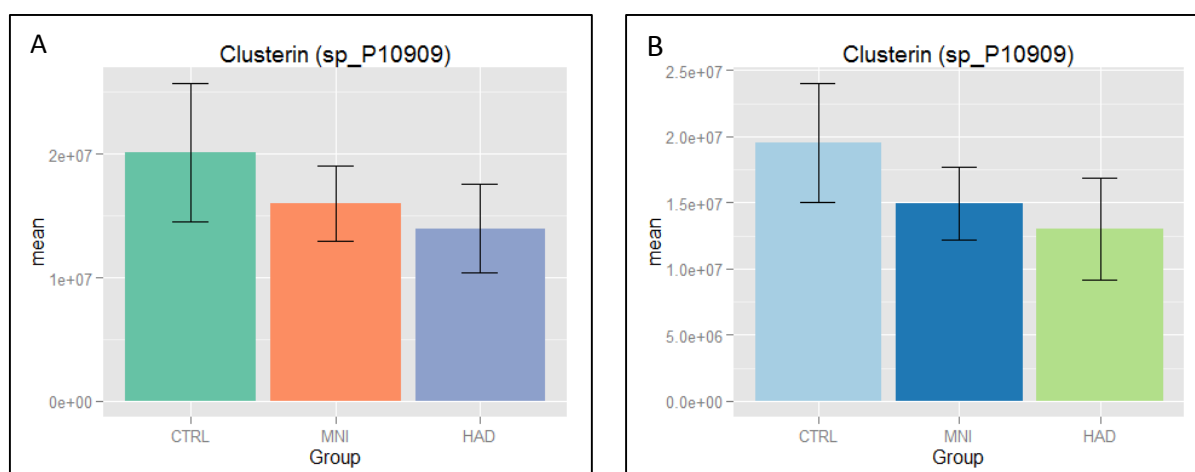 A
Clusterin (sp_P10909)
2e+07
1e+07
0e+00
mean
CTRL MNI HAD
Group
B
Clusterin (sp_P10909)
2.5e+07
2.0e+07
1.5e+07
1.0e+07
5.0e+06
0.0e+00
mean
CTRL MNI HAD
Group